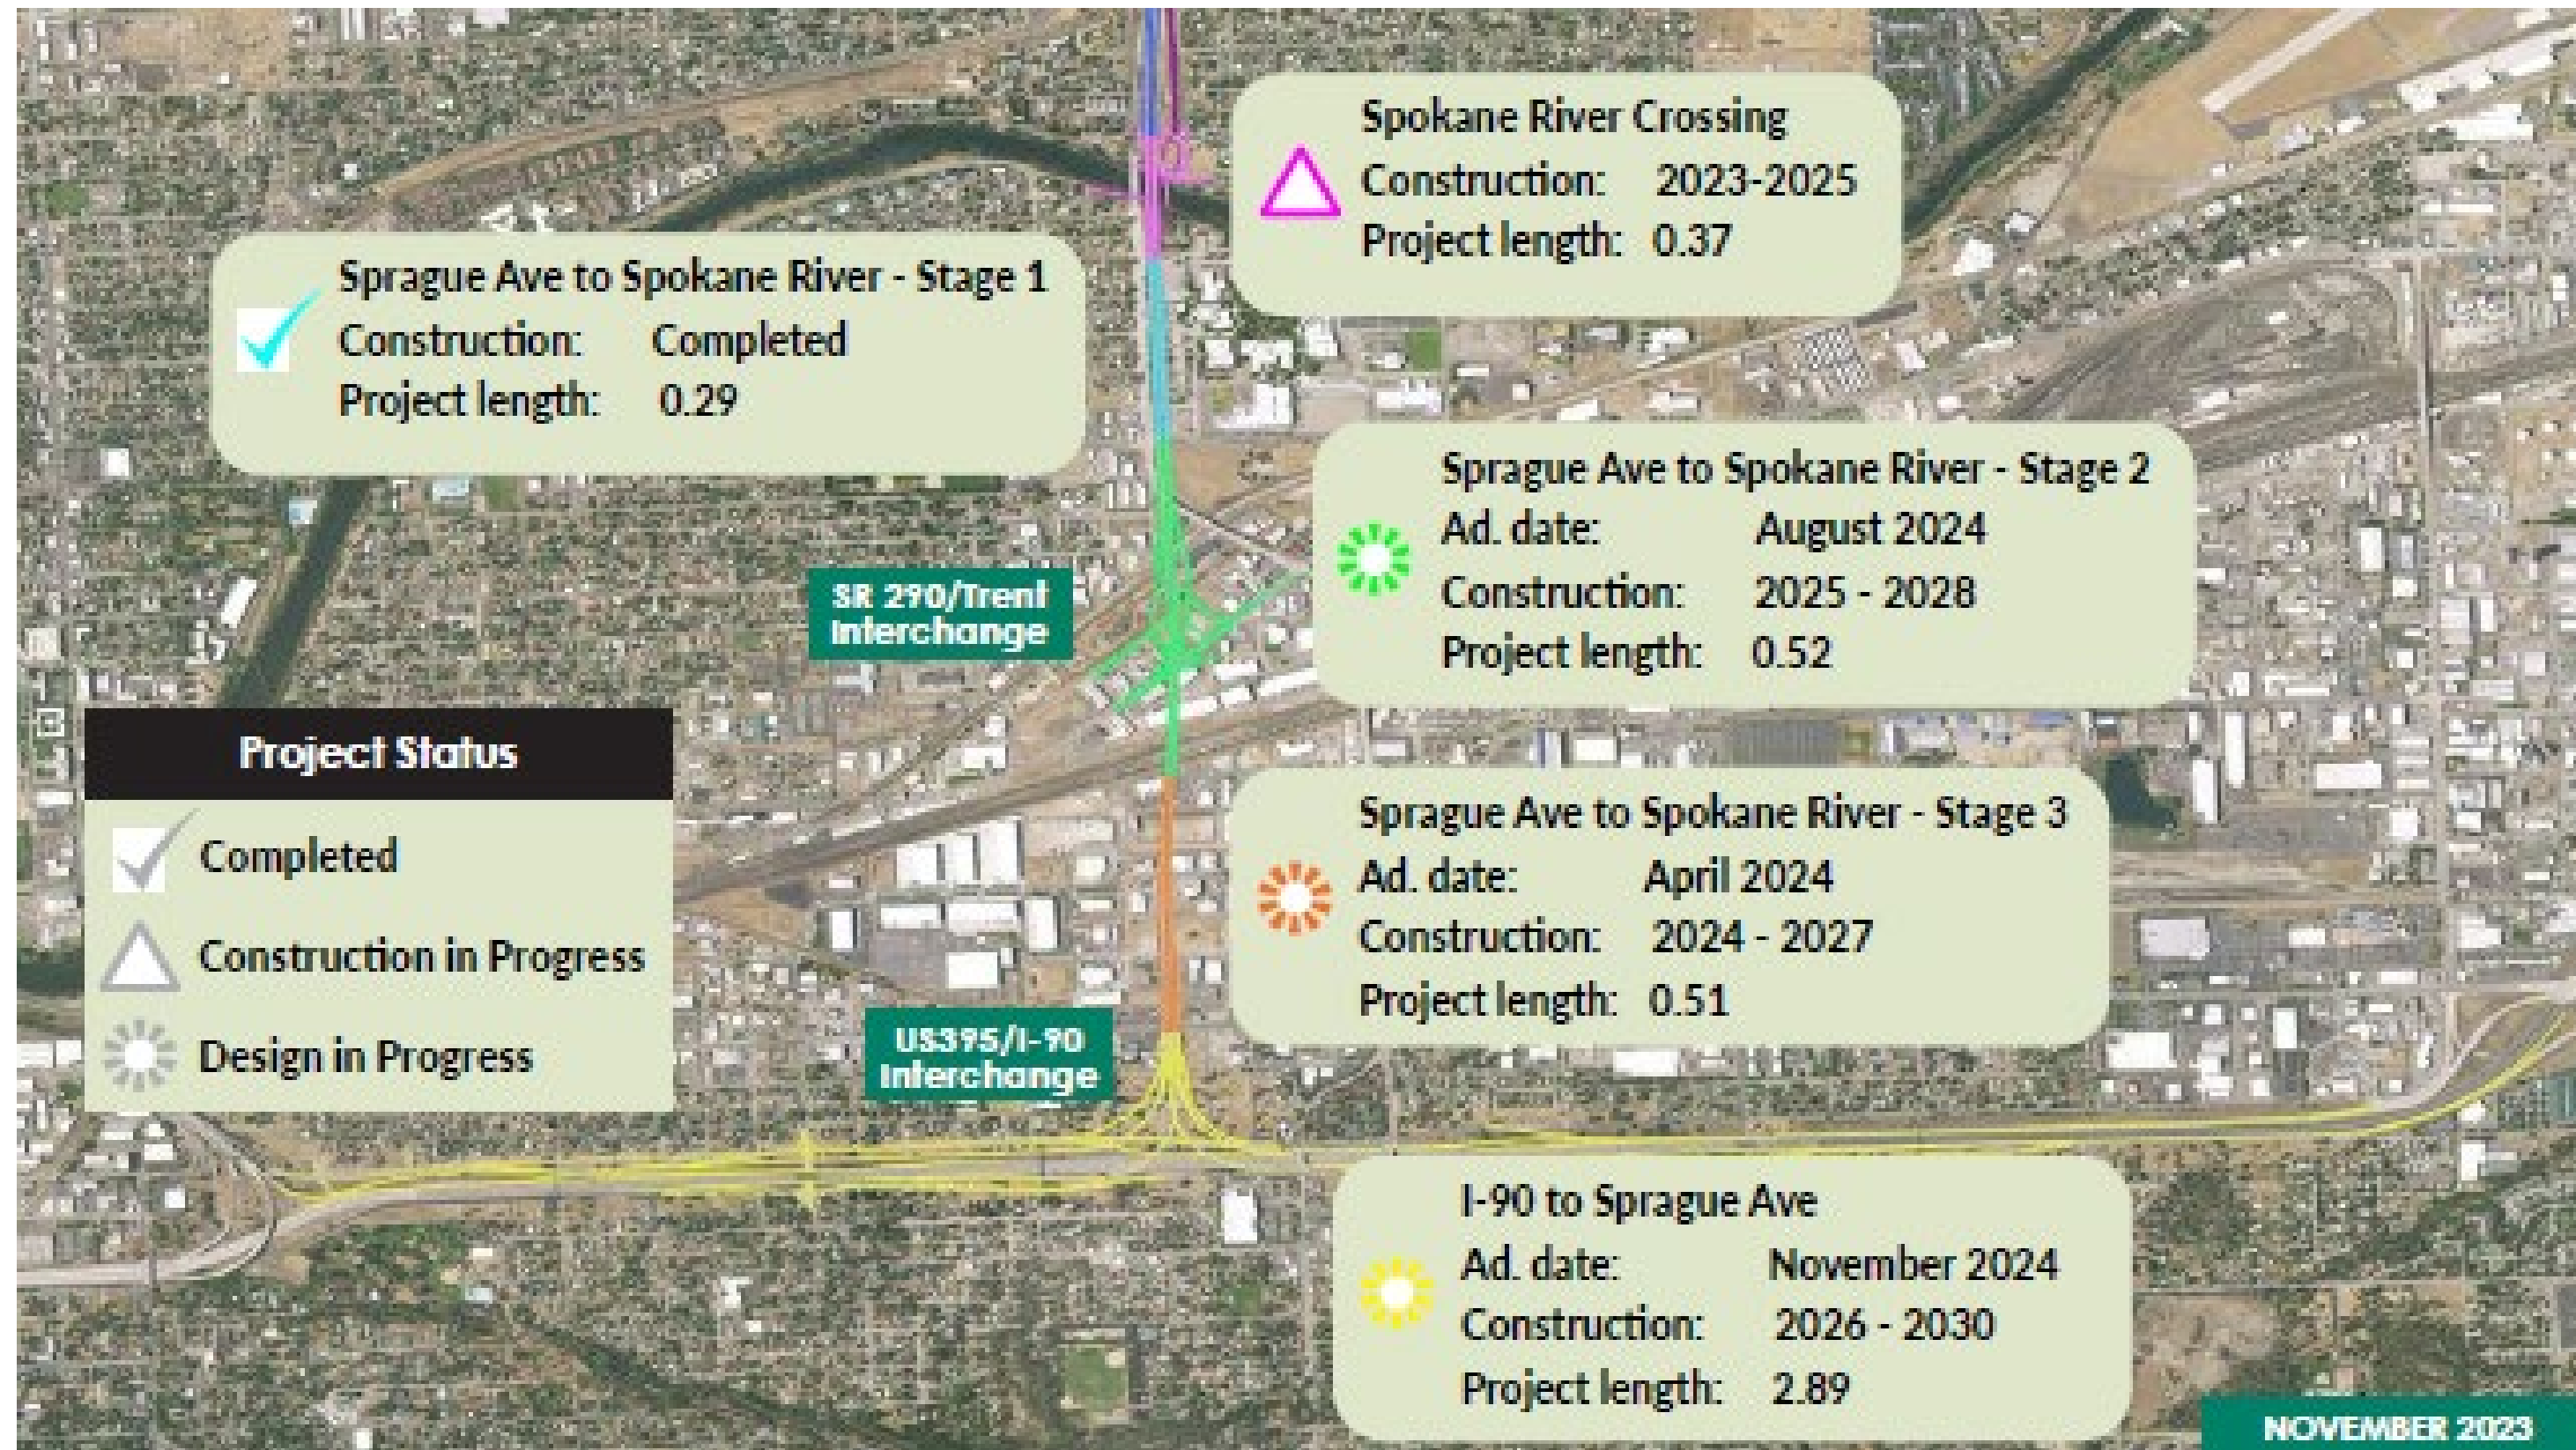 Spokane River Crossing
Construction: 2023-2025
Project length: 0.37
Sprague Ave to Spokane River - Stage 1
Construction: Completed
Project length: 0.29
Sprague Ave to Spokane River - Stage 2
Ad. date: August 2024
Construction: 2025 - 2028
Project length: 0.52
SR 290/Trent
Interchange
Project Status
Completed
Construction in Progress
Design in Progress
Sprague Ave to Spokane River - Stage 3
Ad. date: April 2024
Construction: 2024 - 2027
Project length: 0.51
US395/I-90
Interchange
I-90 to Sprague Ave
Ad. date: November 2024
Construction: 2026 - 2030
Project length: 2.89
NOVEMBER 2023